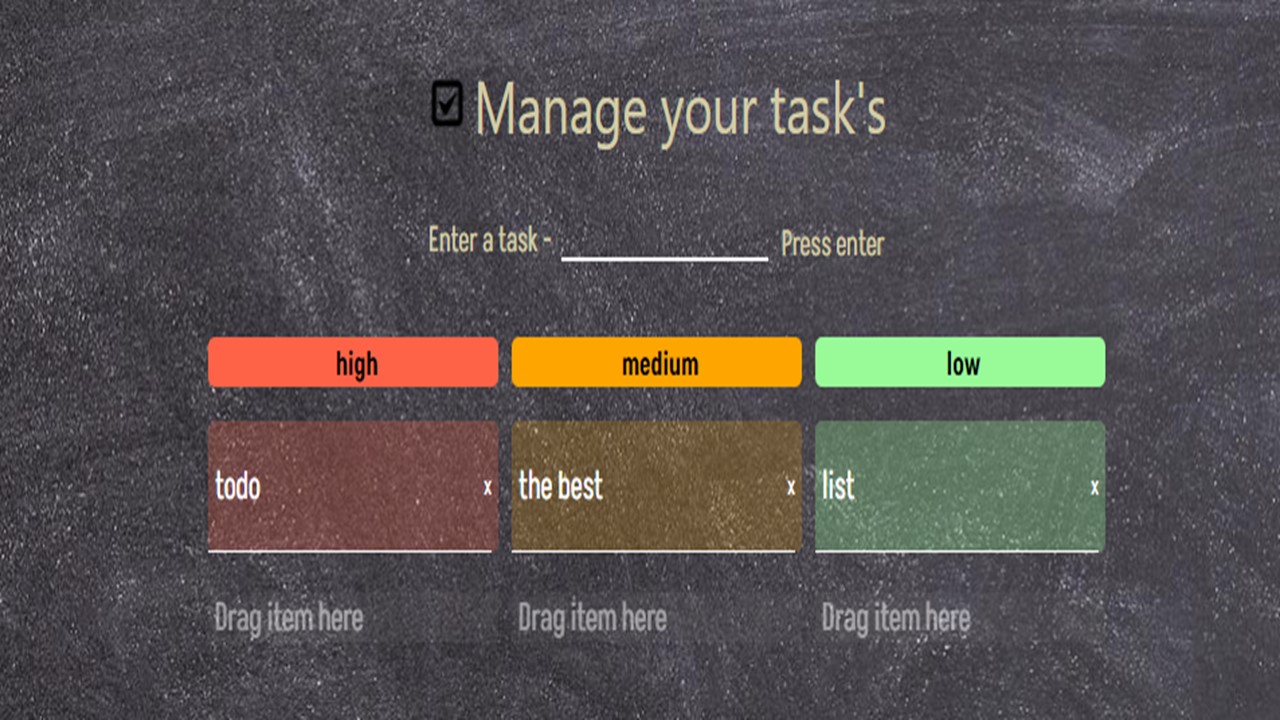 Manage your task's
Enter a task - Press enter
high medium low
todo x the best x list x
Drag item here Drag item here Drag item here